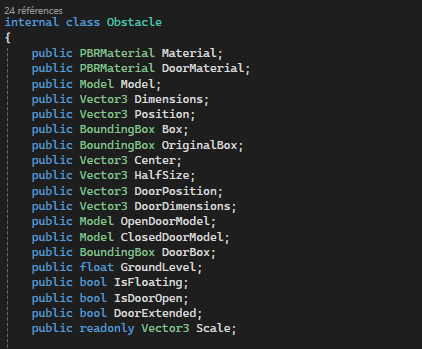 24 références
internal class Obstacle
{
public PBRMaterial Material;
public PBRMaterial DoorMaterial;
public Model Model;
public Vector3 Dimensions;
public Vector3 Position;
public BoundingBox Box;
public BoundingBox OriginalBox;
public Vector3 Center;
public Vector3 HalfSize;
public Vector3 DoorPosition;
public Vector3 DoorDimensions;
public Model OpenDoorModel;
public Model ClosedDoorModel;
public BoundingBox DoorBox;
public float GroundLevel;
public bool IsFloating;
public bool IsDoorOpen;
public bool DoorExtended;
public readonly Vector3 Scale;